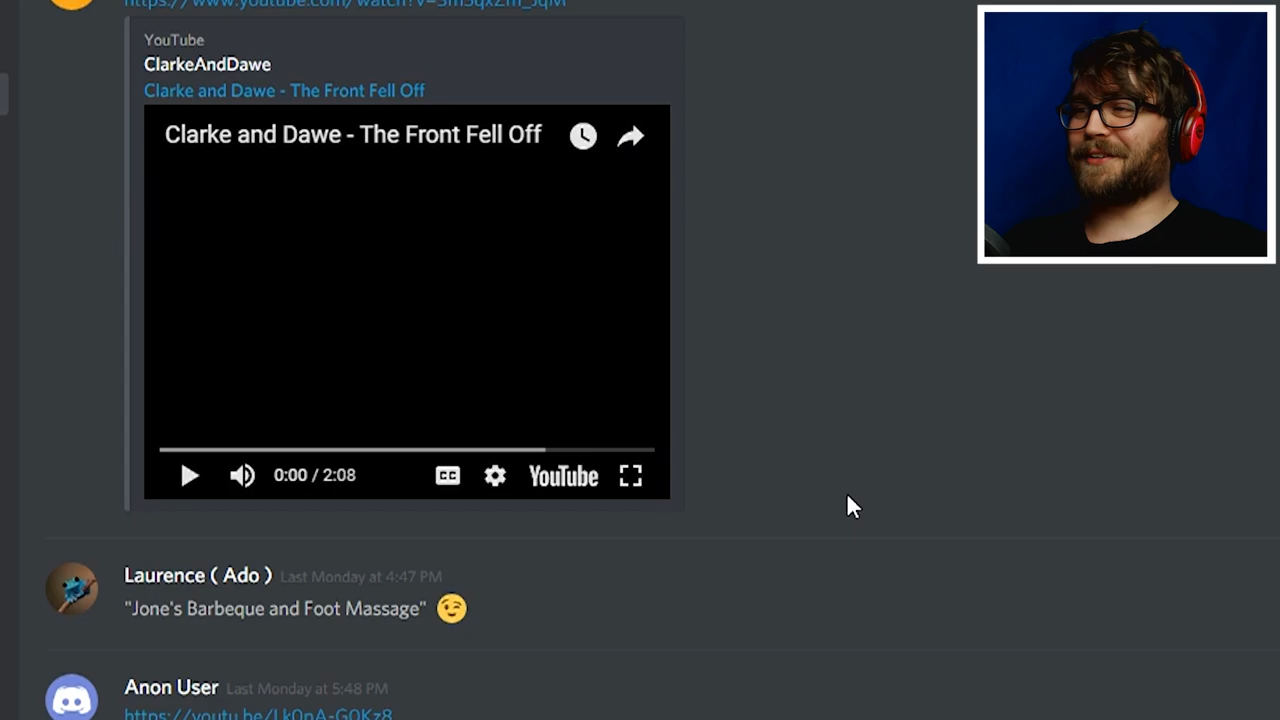 YouTube
ClarkeAndDawe
Clarke and Dawe - The Front Fell Off
Clarke and Dawe - The Front Fell Off
0:00 / 2:08
CC
YouTube
Laurence ( Ado ) Last Monday at 4:47 PM
"Jone's Barbeque and Foot Massage"
Anon User Last Monday at 5:48 PM